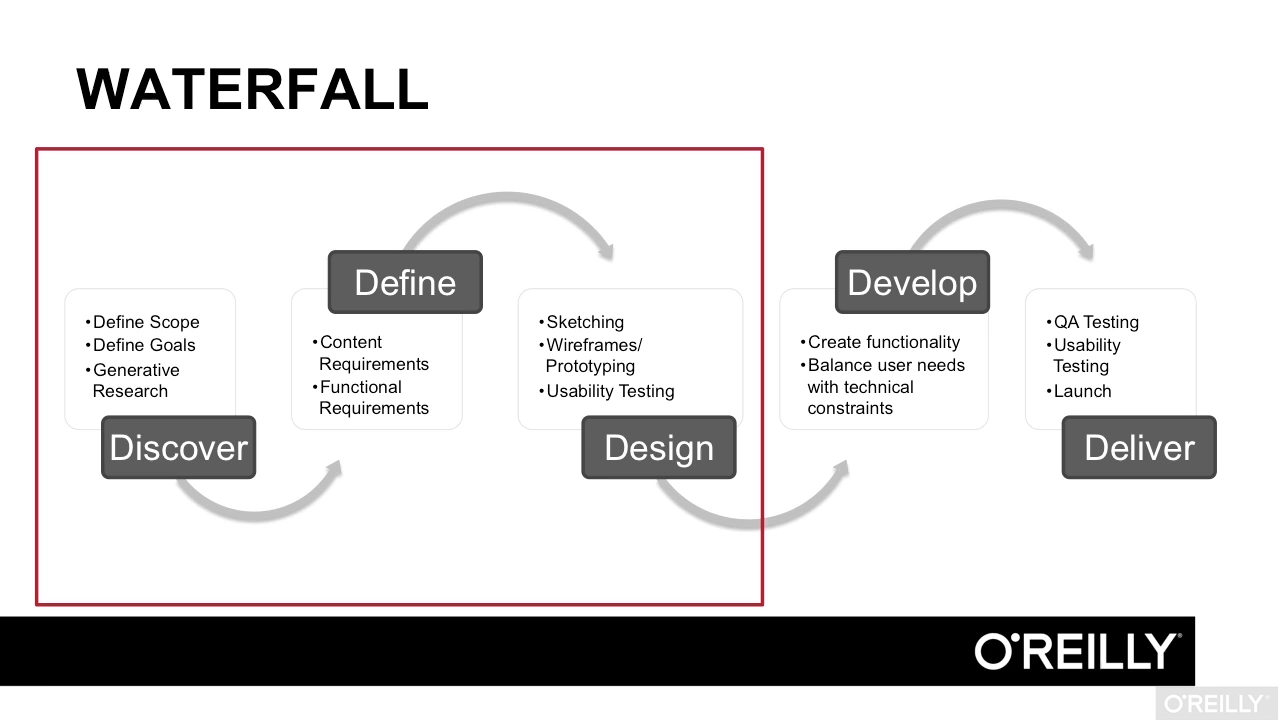 WATERFALL
•Define Scope
•Define Goals
•Generative
Research
Discover
Define
•Content
Requirements
•Functional
Requirements
•Sketching
•Wireframes/
Prototyping
•Usability Testing
Design
Develop
•Create functionality
•Balance user needs
with technical
constraints
•QA Testing
•Usability
Testing
•Launch
Deliver
O'REILLY®
O'REILLY®